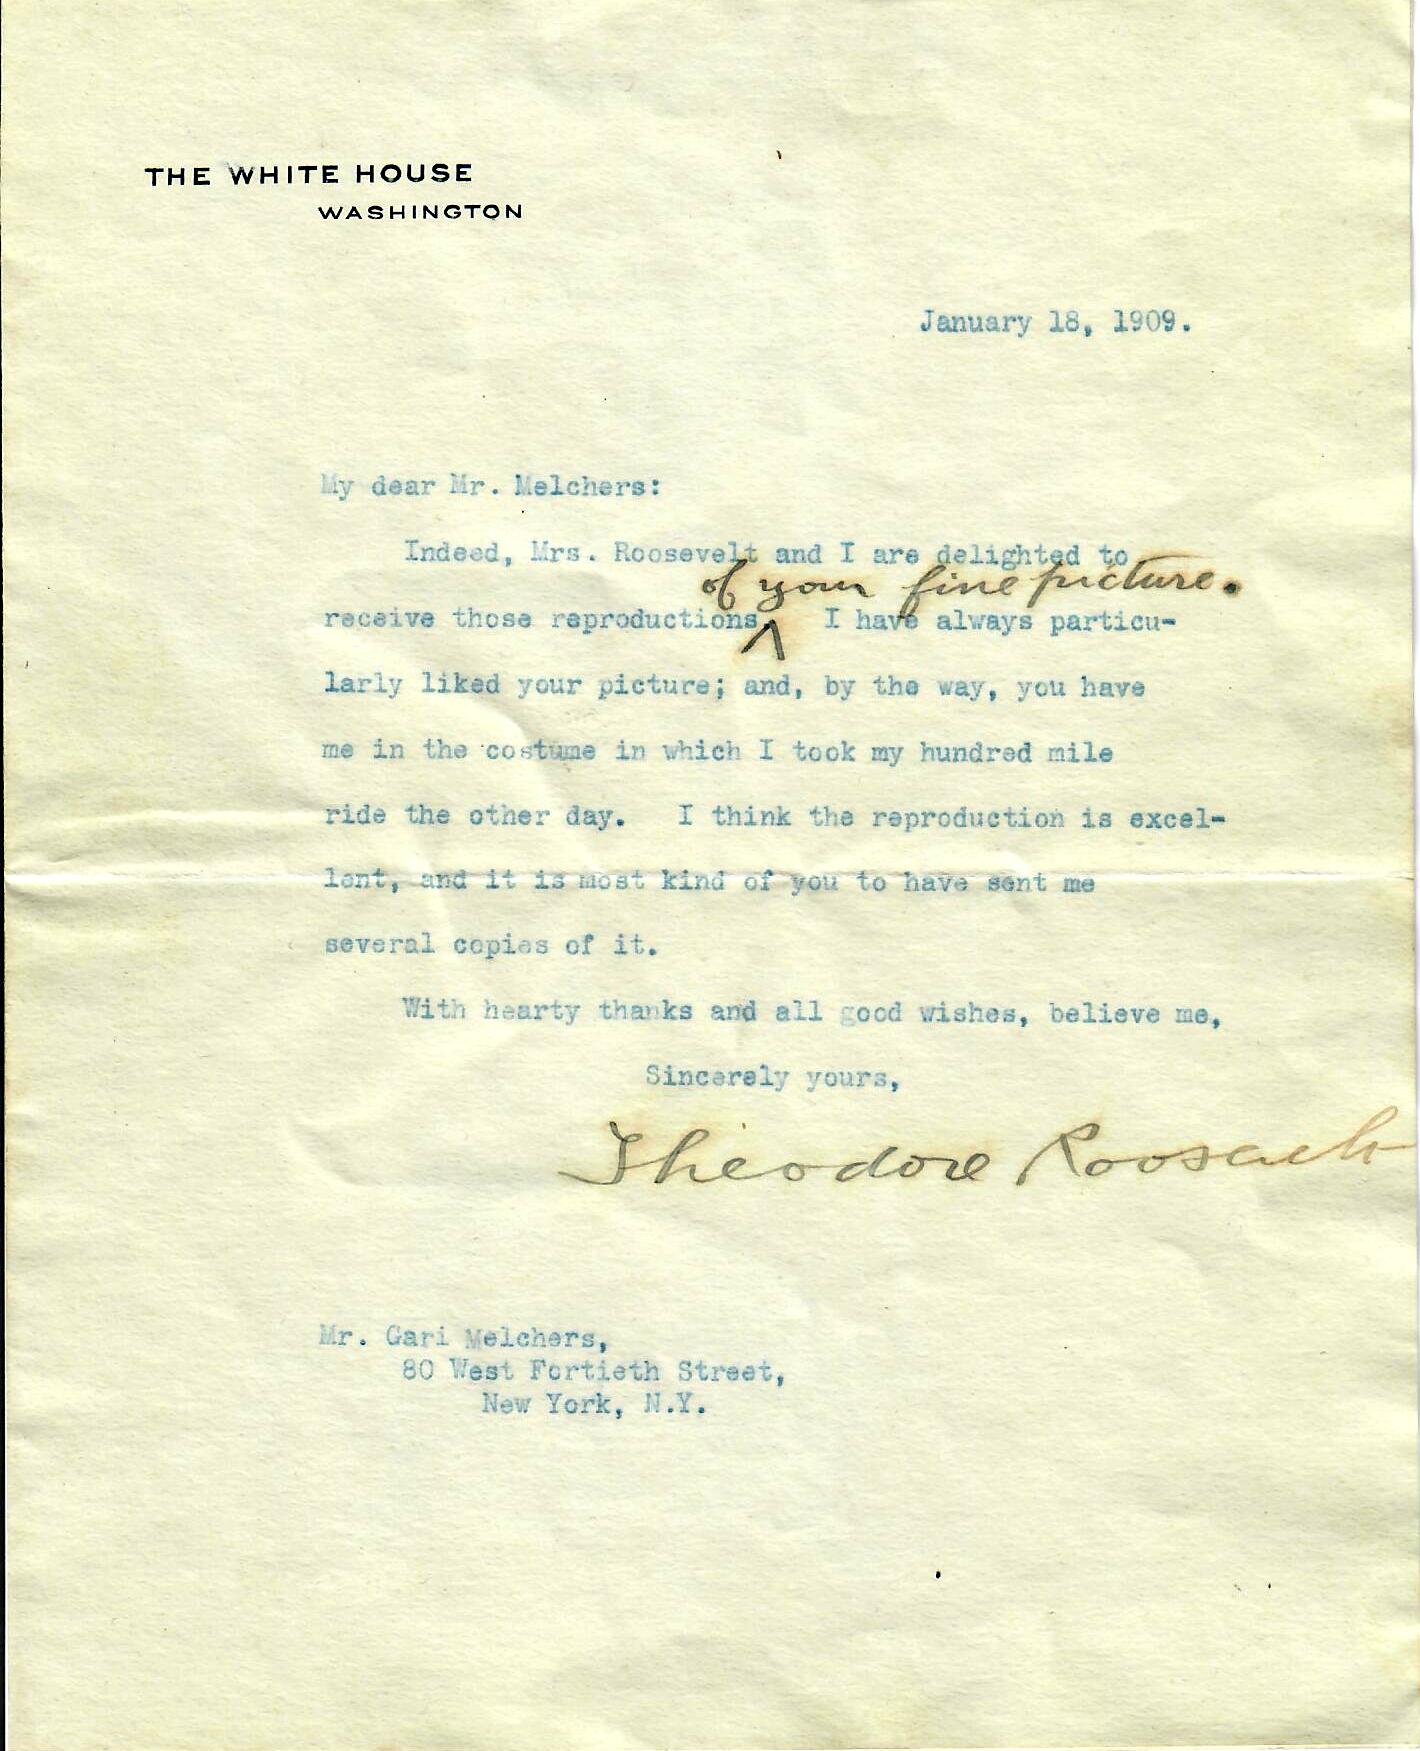 THE WHITE HOUSE
WASHINGTON
January 18, 1909.
My dear Mr. Melchers:
Indeed, Mrs. Roosevelt and I are delighted to
of your fine picture.
receive those reproductions. I have always particu-
larly liked your picture; and, by the way, you have
me in the costume in which I took my hundred mile
ride the other day. I think the reproduction is excel-
lent, and it is most kind of you to have sent me
several copies of it.
With hearty thanks and all good wishes, believe me,
Sincerely yours,
Theodore Roosevelt
Mr. Gari Melchers,
80 West Fortieth Street,
New York, N.Y.